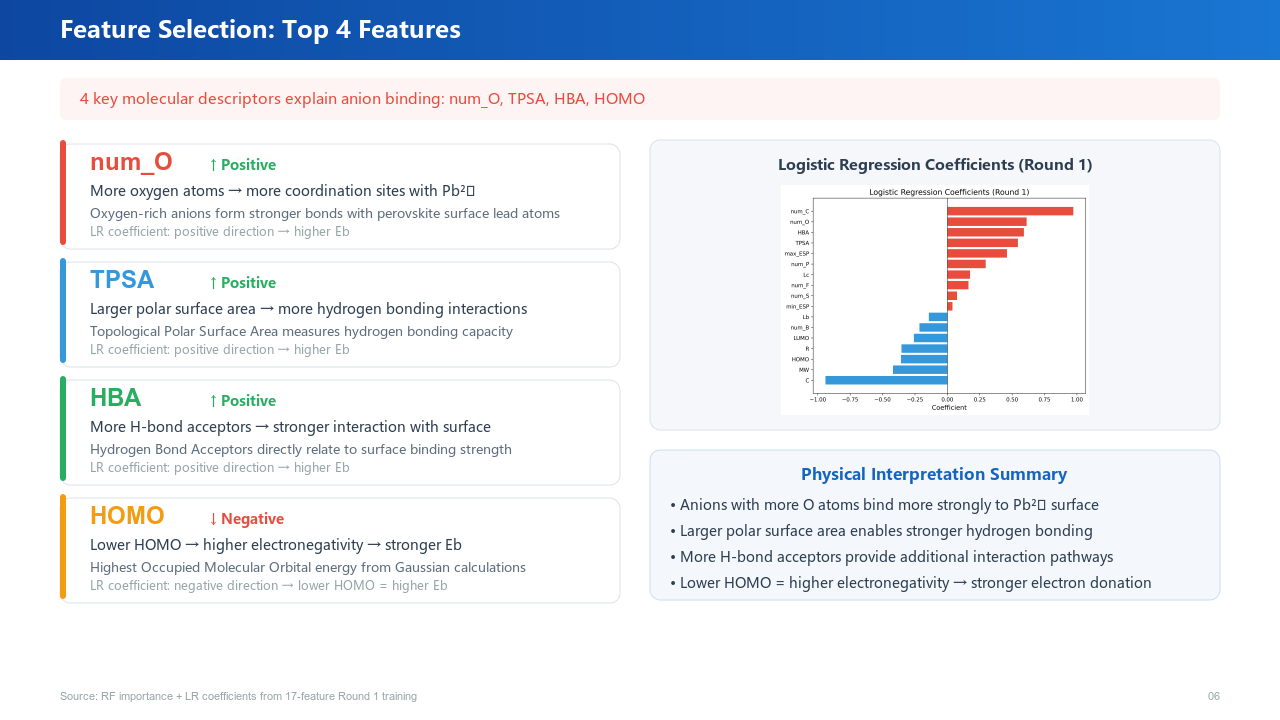 Feature Selection: Top 4 Features
4 key molecular descriptors explain anion binding: num_O, TPSA, HBA, HOMO
num_O ↑ Positive
More oxygen atoms → more coordination sites with Pb²▯
Oxygen-rich anions form stronger bonds with perovskite surface lead atoms
LR coefficient: positive direction → higher Eb
TPSA ↑ Positive
Larger polar surface area → more hydrogen bonding interactions
Topological Polar Surface Area measures hydrogen bonding capacity
LR coefficient: positive direction → higher Eb
HBA ↑ Positive
More H-bond acceptors → stronger interaction with surface
Hydrogen Bond Acceptors directly relate to surface binding strength
LR coefficient: positive direction → higher Eb
HOMO ↓ Negative
Lower HOMO → higher electronegativity → stronger Eb
Highest Occupied Molecular Orbital energy from Gaussian calculations
LR coefficient: negative direction → lower HOMO = higher Eb
Logistic Regression Coefficients (Round 1)
Logistic Regression Coefficients (Round 1)
num_C
num_O
HBA
TPSA
max_ESP
num_P
Lc
num_F
num_S
min_ESP
Lb
num_B
LUMO
R
HOMO
MW
C
−1.00 −0.75 −0.50 −0.25 0.00 0.25 0.50 0.75 1.00
Coefficient
Physical Interpretation Summary
• Anions with more O atoms bind more strongly to Pb²▯ surface
• Larger polar surface area enables stronger hydrogen bonding
• More H-bond acceptors provide additional interaction pathways
• Lower HOMO = higher electronegativity → stronger electron donation
Source: RF importance + LR coefficients from 17-feature Round 1 training
06